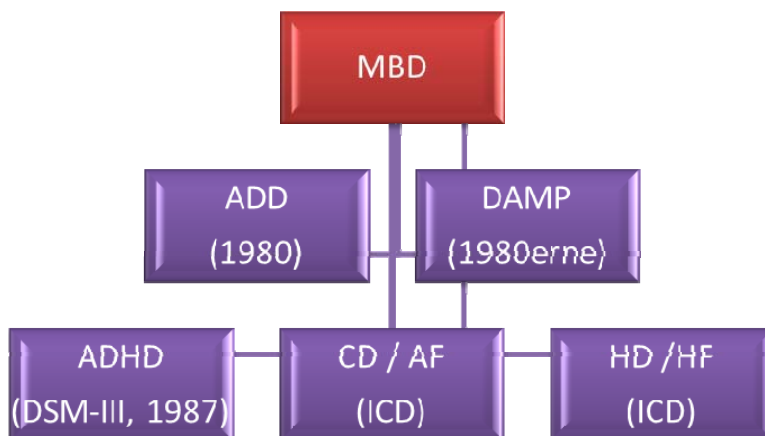 MBD
ADD
(1980)
DAMP
(1980erne)
ADHD
(DSM-III, 1987)
CD / AF
(ICD)
HD /HF
(ICD)